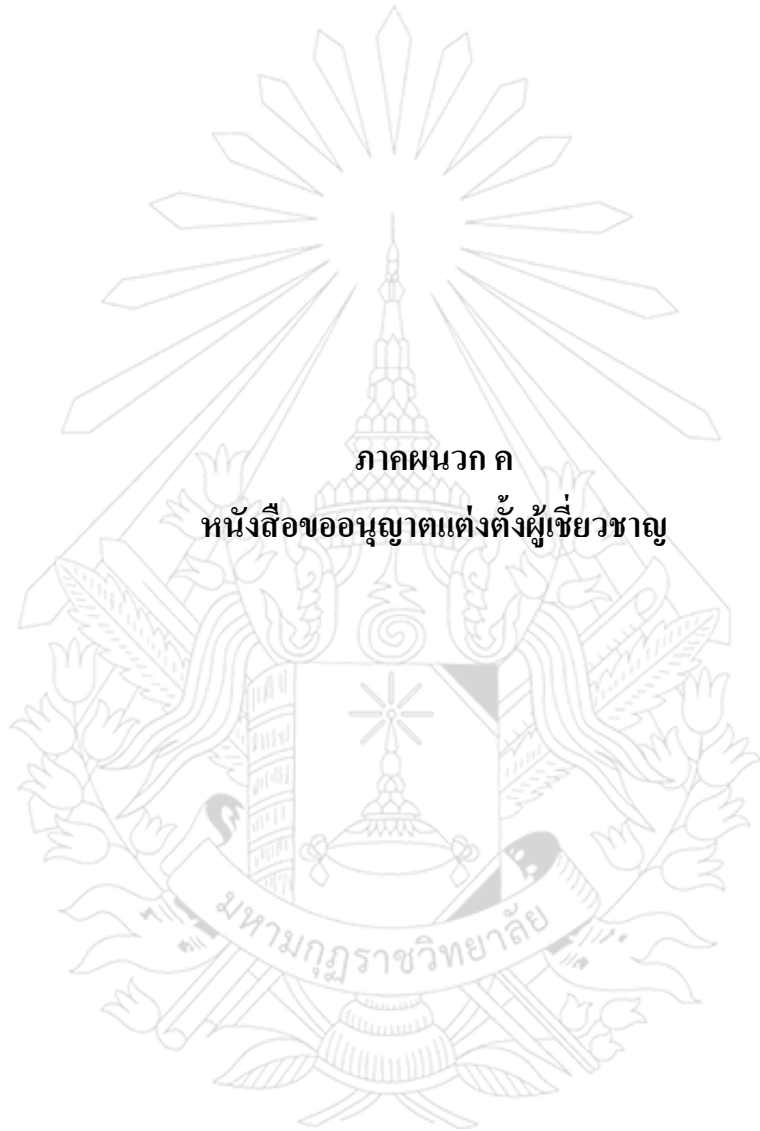 ภาคผนวก ค
หนังสือขออนุญาตแต่งตั้งผู้เชี่ยวชาญ
มหามกุฏราชวิทยาลัย